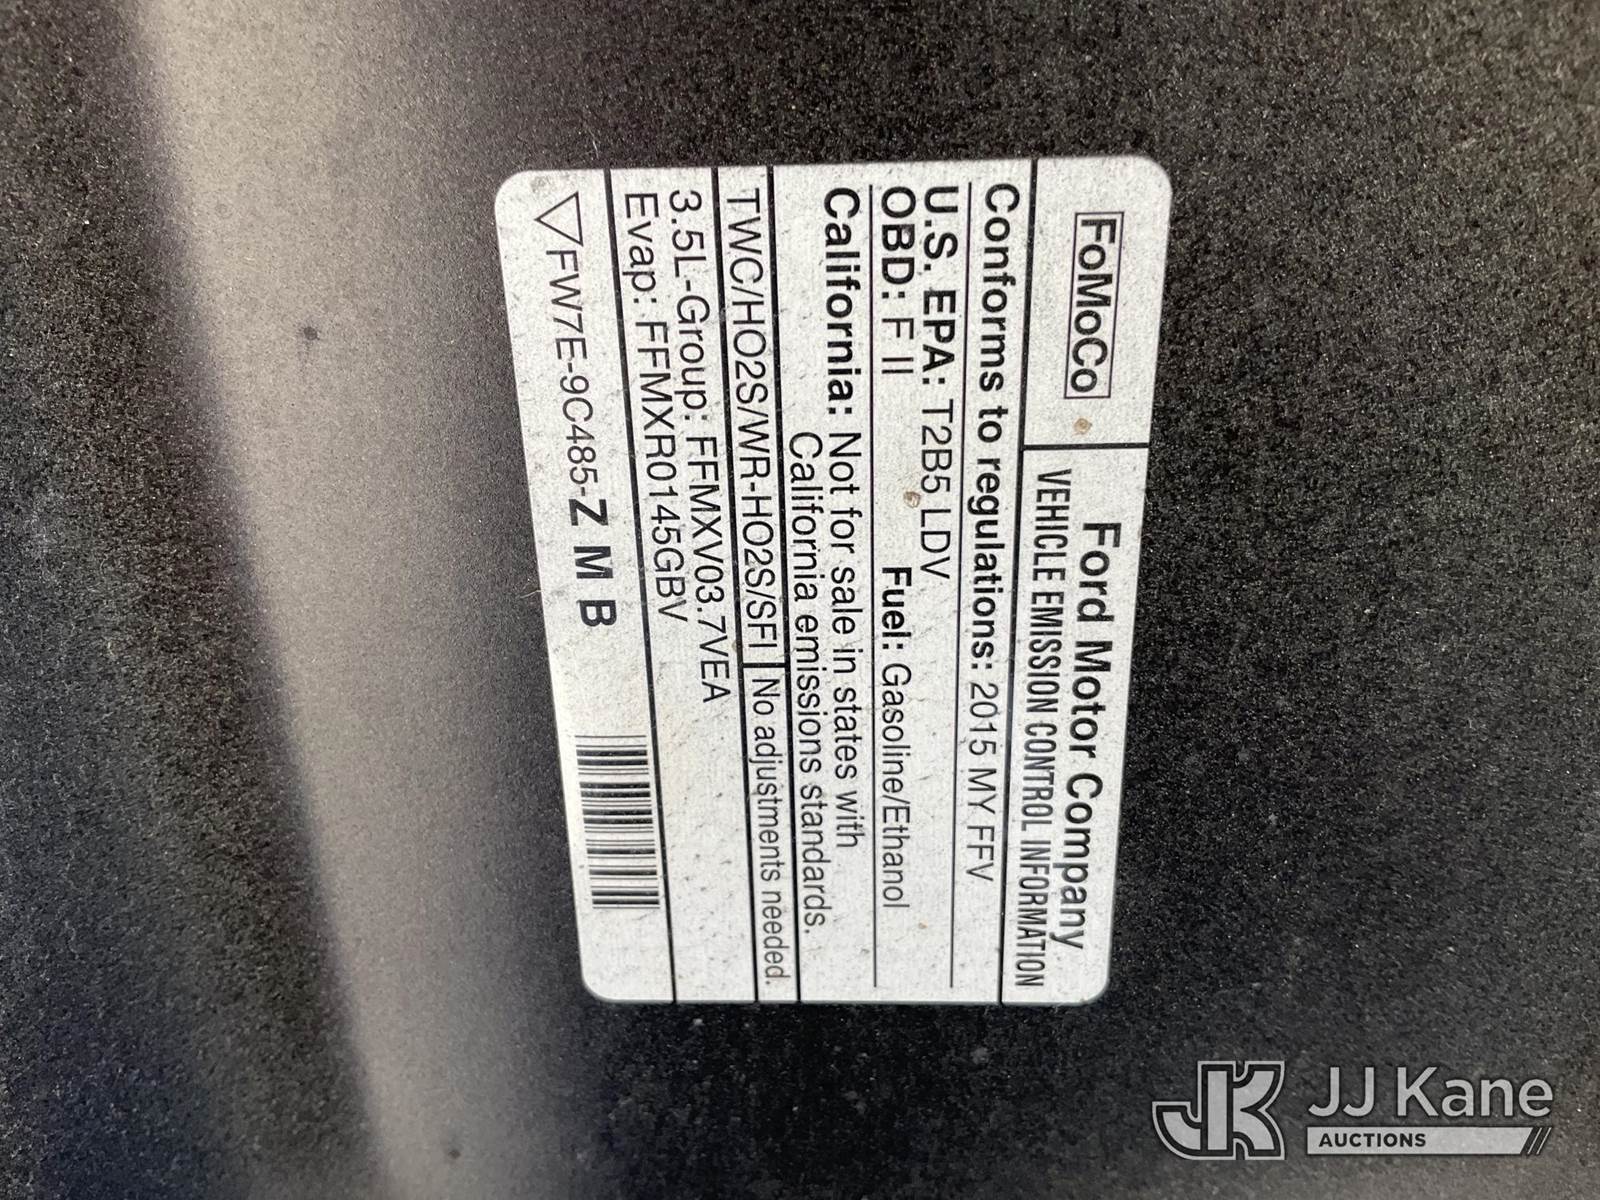 FoMoCo
Ford Motor Company
VEHICLE EMISSION CONTROL INFORMATION
Conforms to regulations: 2015 MY FFV
U.S. EPA: T2B5 LDV
OBD: F II Fuel: Gasoline/Ethanol
California: Not for sale in states with
California emissions standards.
TWC/HO2S/WR-HO2S/SFI No adjustments needed.
3.5L-Group: FFMXV03.7VEA
Evap: FFMXR0145GBV
FW7E-9C485-Z M B
JK JJ Kane
AUCTIONS